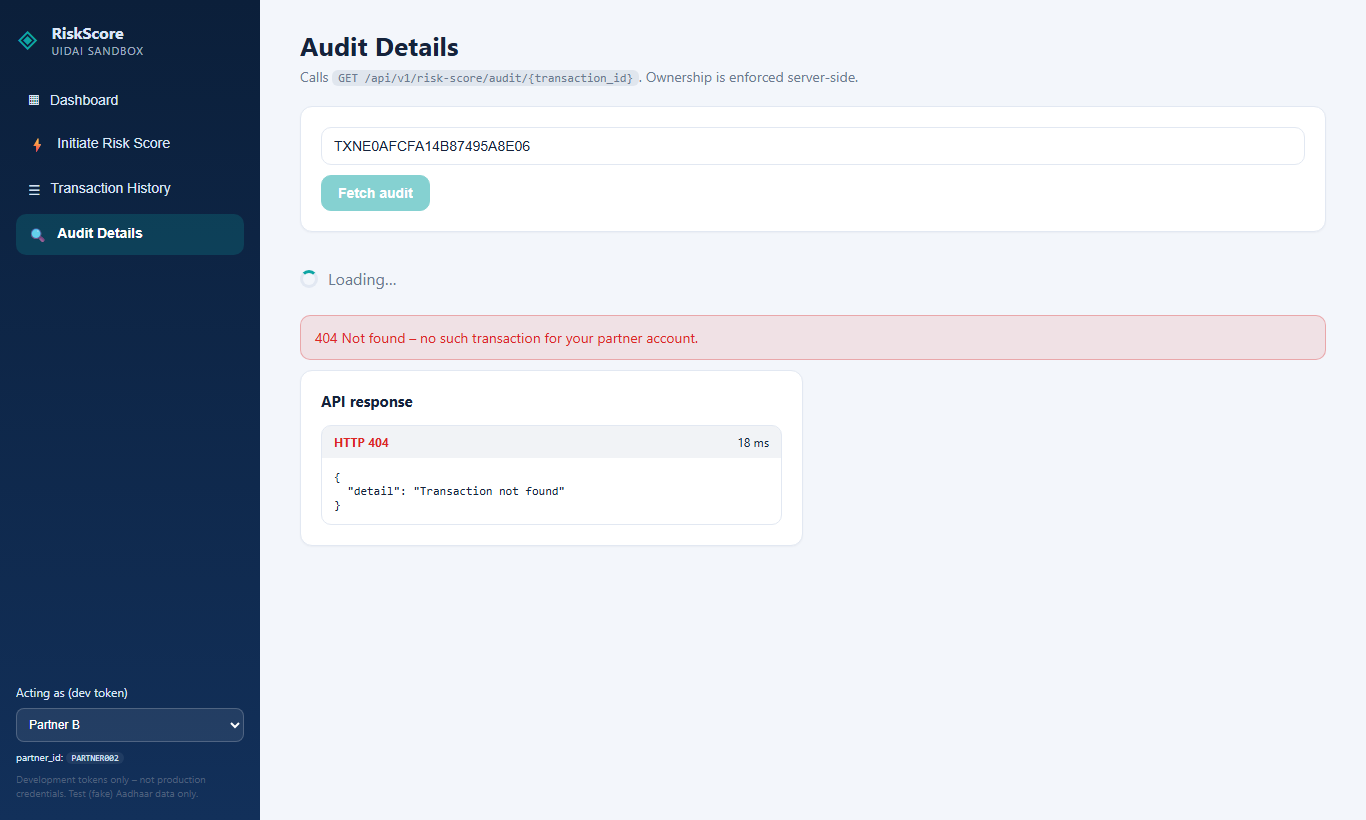 RiskScore
UIDAI SANDBOX
Dashboard
Initiate Risk Score
Transaction History
Audit Details
Acting as (dev token)
Partner B
partner_id: PARTNER002
Development tokens only – not production
credentials. Test (fake) Aadhaar data only.
Audit Details
Calls GET /api/v1/risk-score/audit/{transaction_id}. Ownership is enforced server-side.
TXNE0AFCFA14B87495A8E06
Fetch audit
Loading...
404 Not found – no such transaction for your partner account.
API response
HTTP 404 18 ms
{
"detail": "Transaction not found"
}